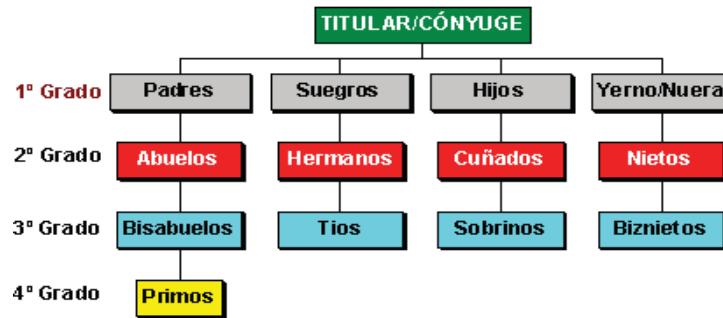 TITULAR/CÓNYUGE
1º Grado Padres Suegros Hijos Yerno/Nuera
2º Grado Abuelos Hermanos Cuñados Nietos
3º Grado Bisabuelos Tios Sobrinos Biznietos
4º Grado Primos